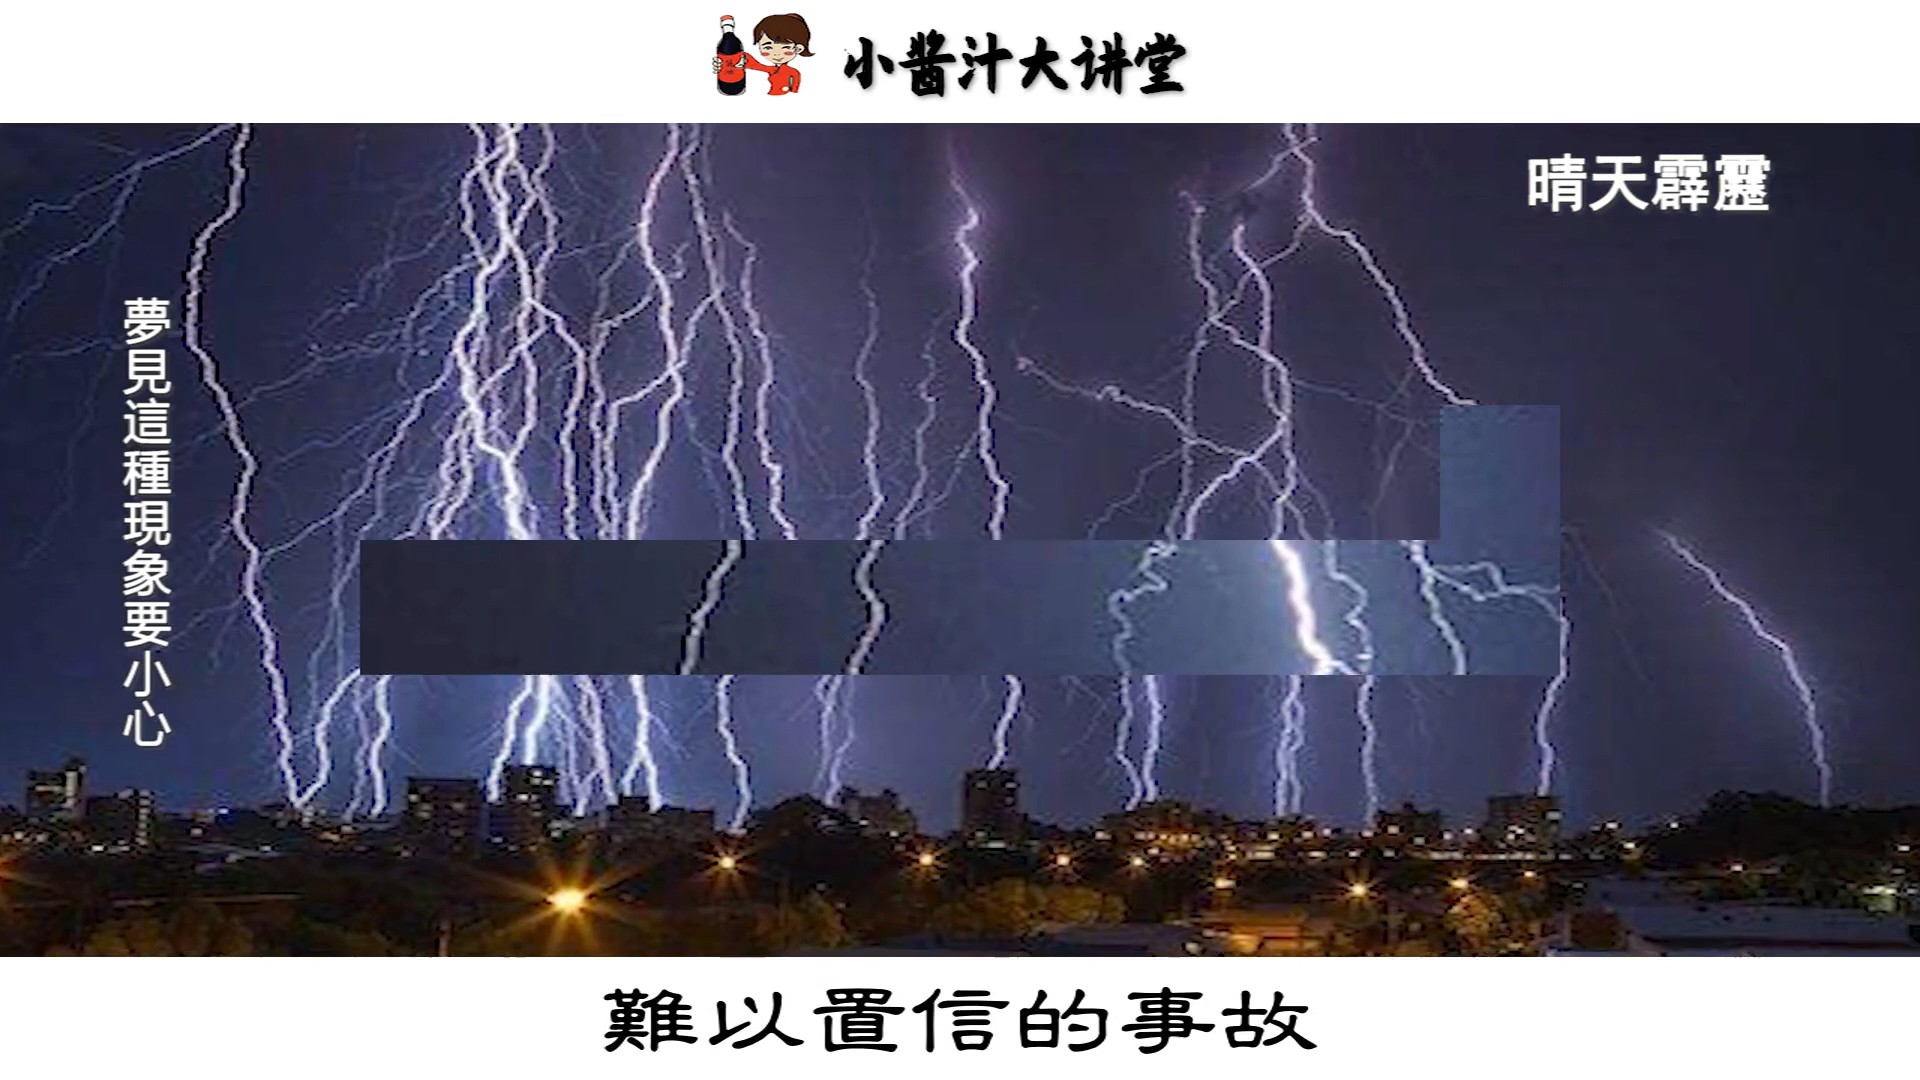 小酱汁大讲堂
晴天霹靂
夢見這種現象要小心
難以置信的事故